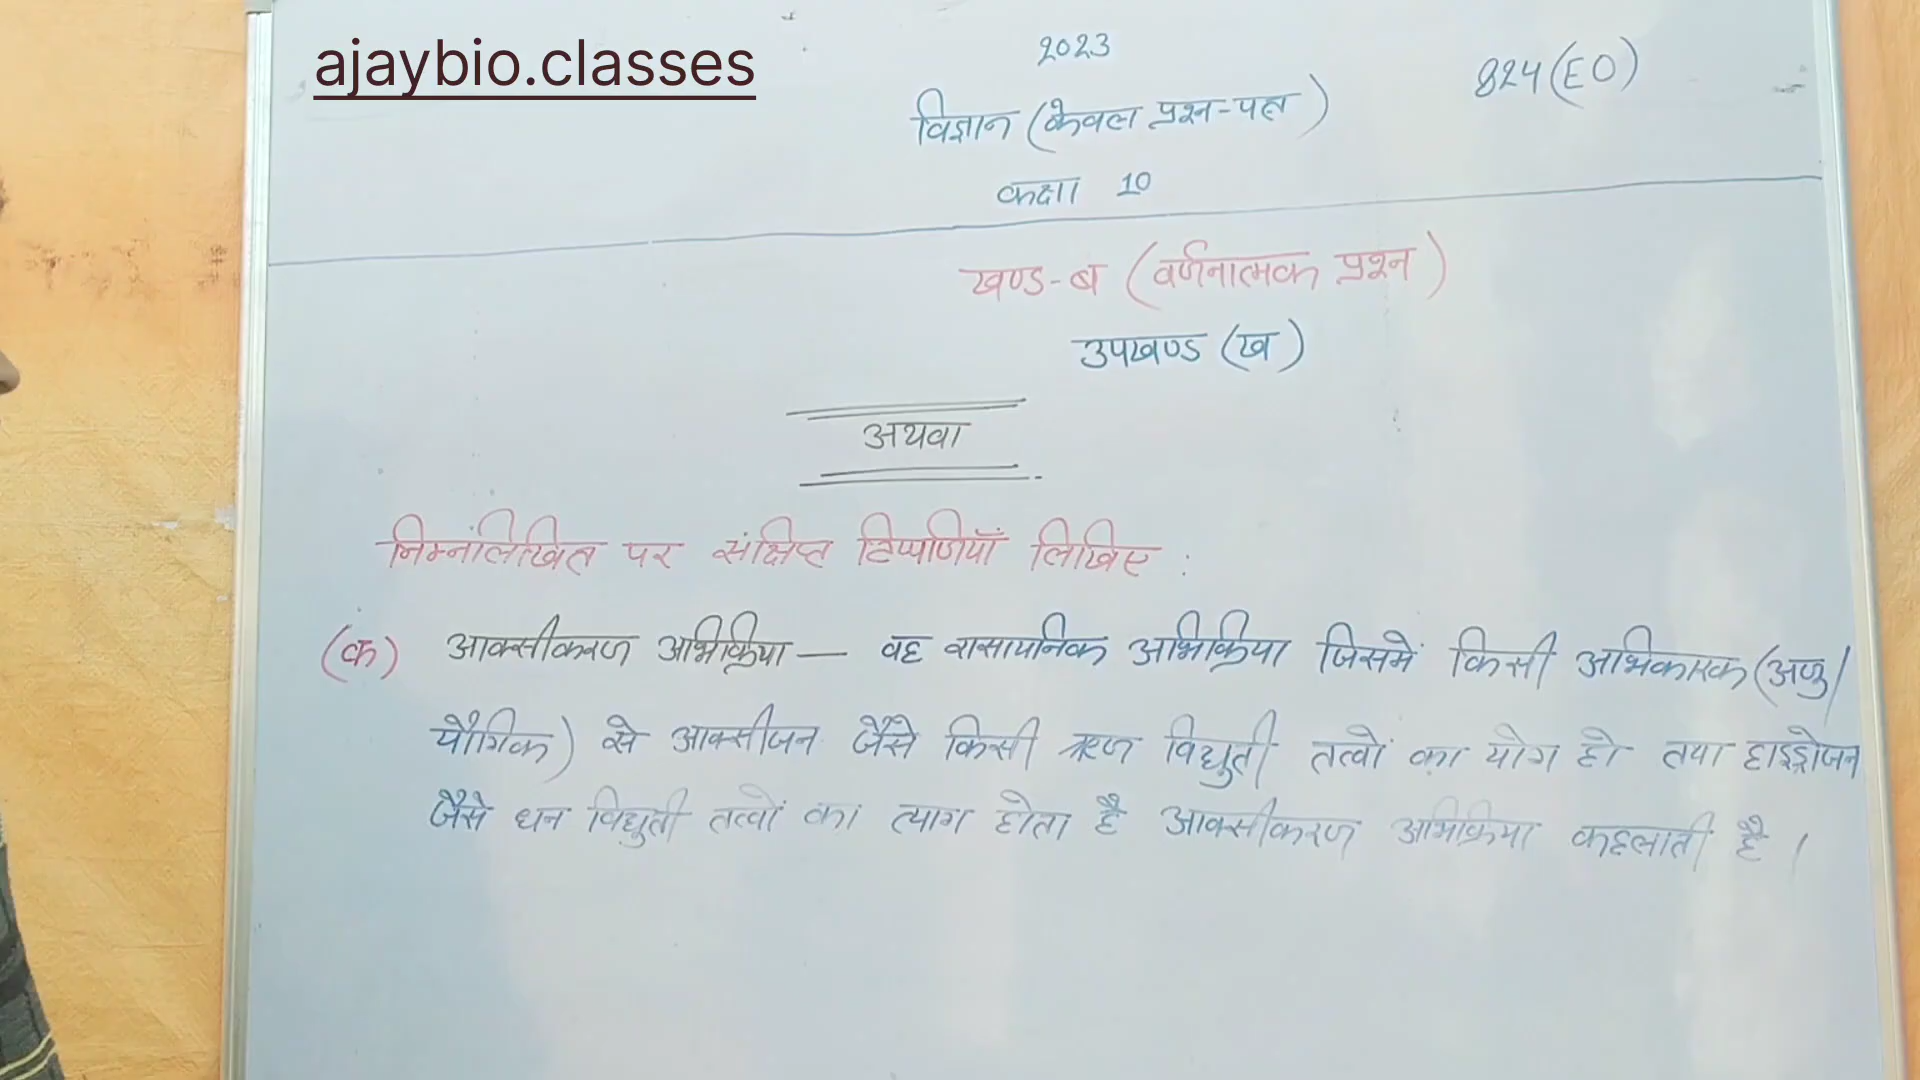 ajaybio.classes
2023
824(EO)
विज्ञान (केवल प्रश्न-पत्र)
कक्षा 10
खण्ड-ब (वर्णनात्मक प्रश्न)
उपखण्ड (ख)
अथवा
निम्नंलिखित पर संक्षिप्त टिप्पणियाँ लिखिए :
(क) आक्सीकरण अभिक्रिया — वह रासायनिक अभिक्रिया जिसमें किसी अभिकारक (अणु/
यौगिक) से आक्सीजन जैसे किसी ऋण विद्युती तत्वों का योग हो तथा हाइड्रोजन
जैसे धन विद्युती तत्वों का त्याग होता है आक्सीकरण अभिक्रिया कहलाती है ।